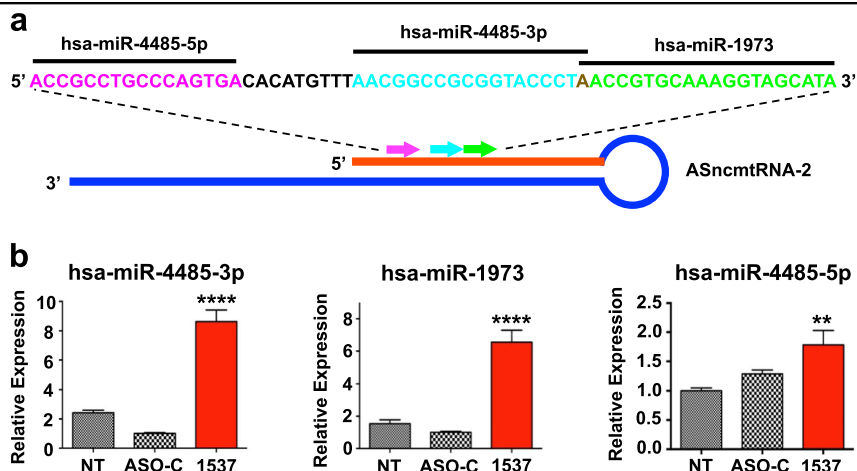 a
hsa-miR-4485-5p
hsa-miR-4485-3p
hsa-miR-1973
5’ ACCGCCTGCCCAGTGACACATGTTTAACGGCCGCGGTACCCTAACCGTGCAAAGGTAGCATA 3’
5’
3’
ASncmtRNA-2
b
hsa-miR-4485-3p
Relative Expression
10
8
6
4
2
0
****
NT ASO-C 1537
hsa-miR-1973
Relative Expression
8
6
4
2
0
****
NT ASO-C 1537
hsa-miR-4485-5p
Relative Expression
2.5
2.0
1.5
1.0
0.5
0.0
**
NT ASO-C 1537